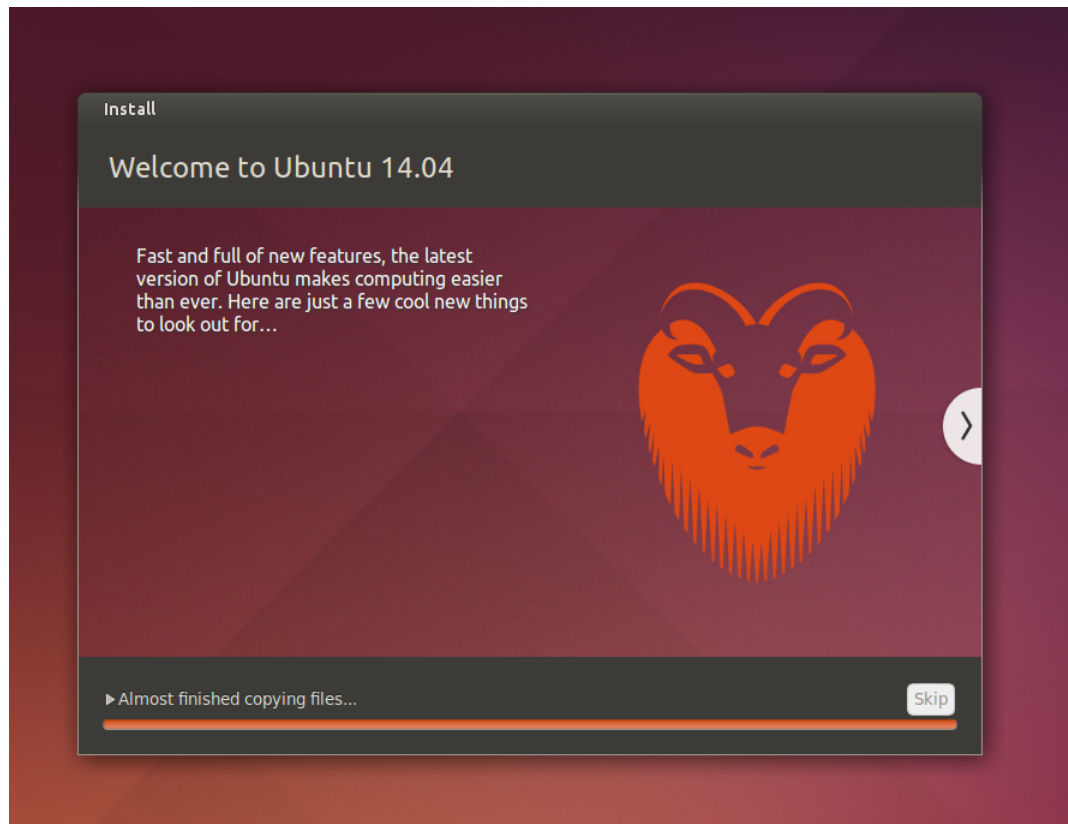 Install
Welcome to Ubuntu 14.04
Fast and full of new features, the latest
version of Ubuntu makes computing easier
than ever. Here are just a few cool new things
to look out for…
Almost finished copying files...
Skip